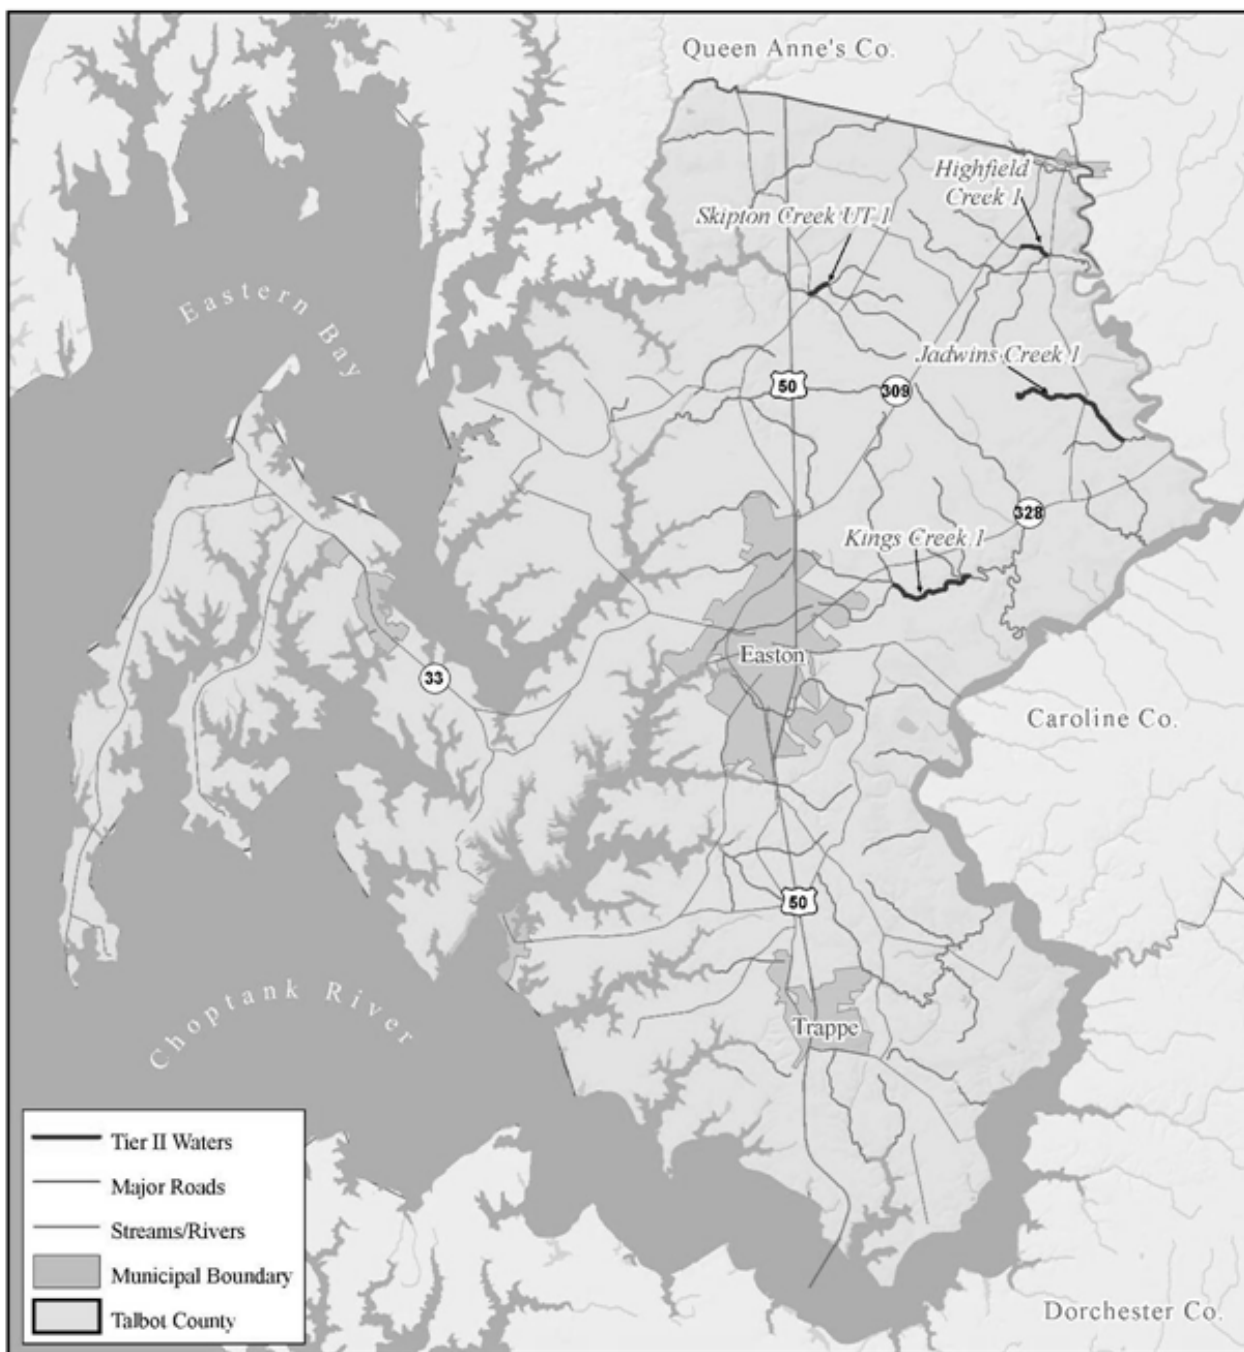 Queen Anne's Co.
Highfield
Creek 1
Skipton Creek UT 1
Eastern Bay
Jadwins Creek 1
50
309
328
Kings Creek 1
Easton
33
Caroline Co.
50
Choptank River
Trappe
Tier II Waters
Major Roads
Streams/Rivers
Municipal Boundary
Talbot County
Dorchester Co.